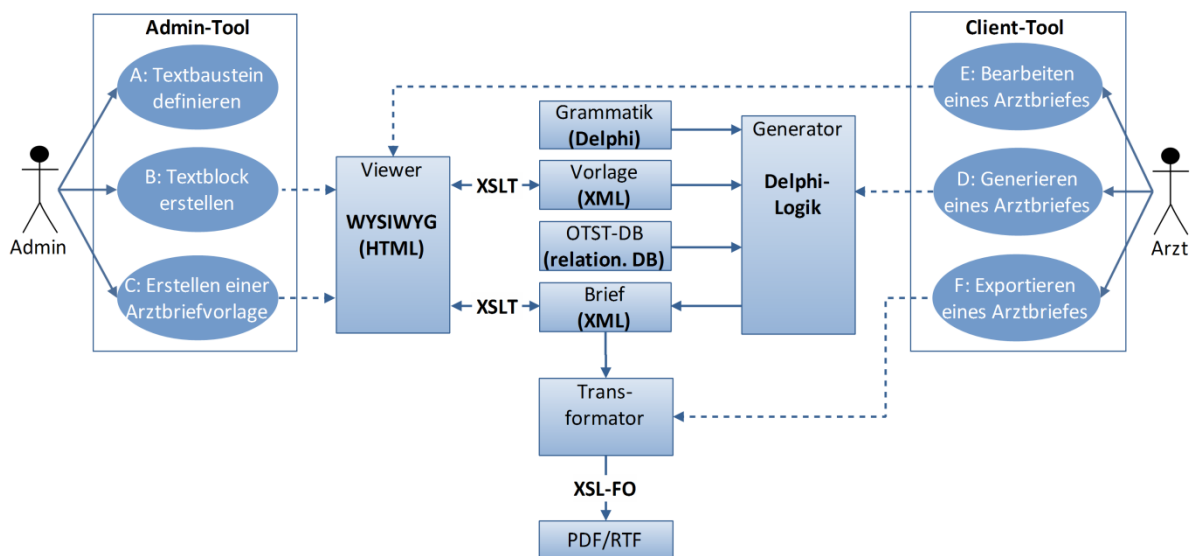 Admin-Tool
A: Textbaustein
definieren
B: Textblock
erstellen
C: Erstellen einer
Arztbriefvorlage
Admin
Viewer
WYSIWYG
(HTML)
XSLT
XSLT
Grammatik
(Delphi)
Vorlage
(XML)
OTST-DB
(relation. DB)
Brief
(XML)
Generator
Delphi-
Logik
Trans-
formator
XSL-FO
PDF/RTF
Client-Tool
E: Bearbeiten
eines Arztbriefes
D: Generieren
eines Arztbriefes
F: Exportieren
eines Arztbriefes
Arzt